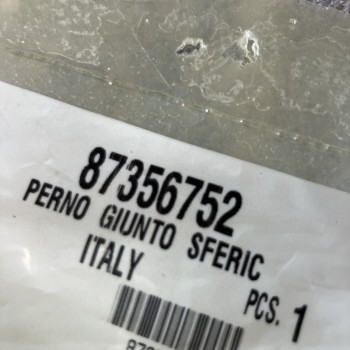 87356752
PERNO GIUNTO SFERIC
ITALY
PCS. 1